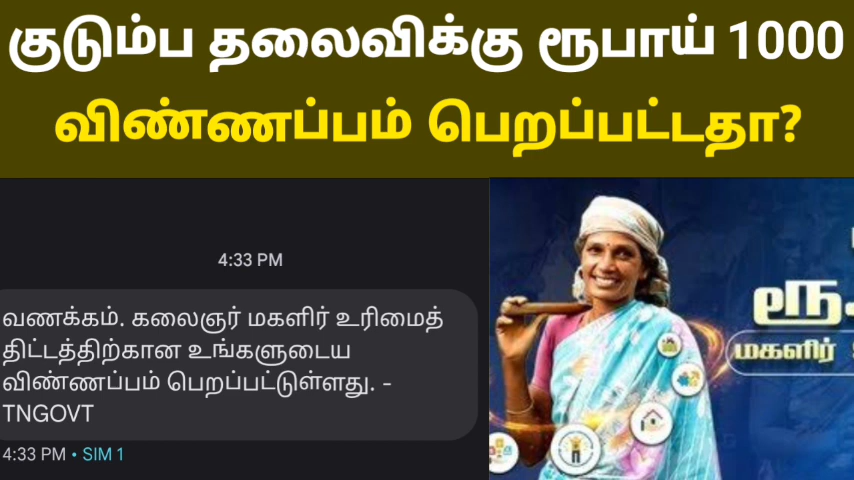 குடும்ப தலைவிக்கு ரூபாய் 1000
விண்ணப்பம் பெறப்பட்டதா?
4:33 PM
வணக்கம். கலைஞர் மகளிர் உரிமைத்
திட்டத்திற்கான உங்களுடைய
விண்ணப்பம் பெறப்பட்டுள்ளது. -
TNGOVT
4:33 PM • SIM 1
மகளிர்